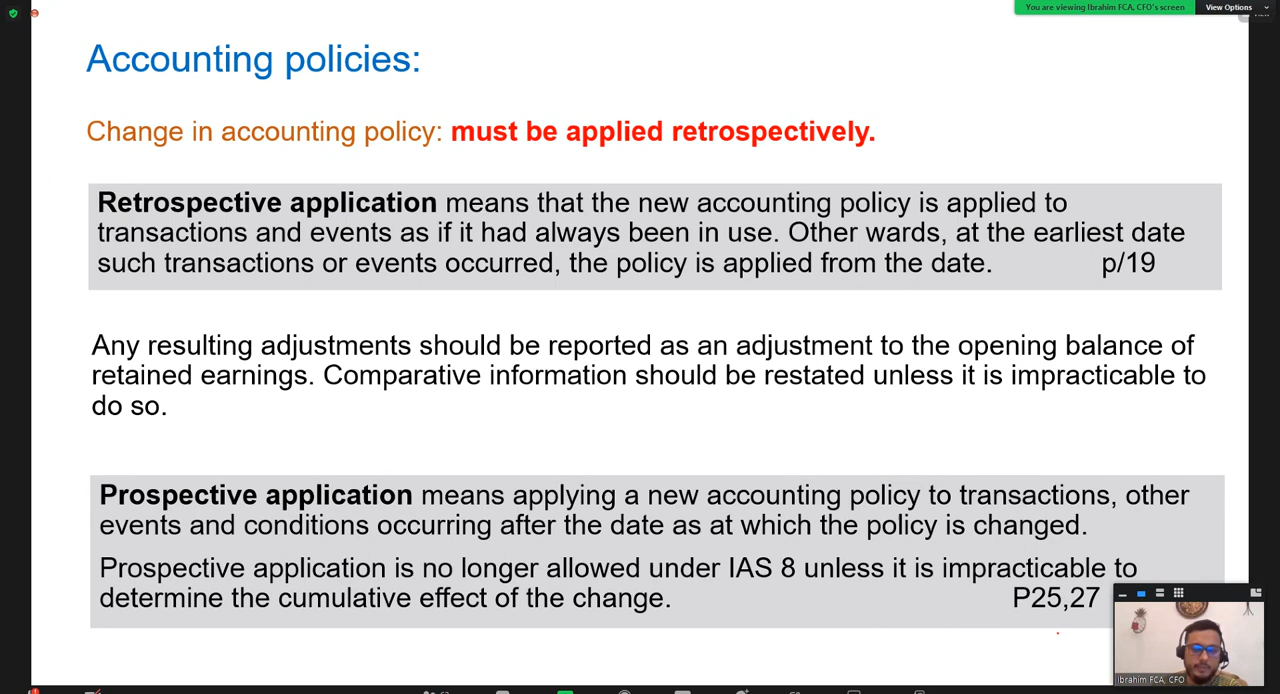 You are viewing Ibrahim FCA, CFO's screen
View Options
Accounting policies:
Change in accounting policy: must be applied retrospectively.
Retrospective application means that the new accounting policy is applied to
transactions and events as if it had always been in use. Other wards, at the earliest date
such transactions or events occurred, the policy is applied from the date. p/19
Any resulting adjustments should be reported as an adjustment to the opening balance of
retained earnings. Comparative information should be restated unless it is impracticable to
do so.
Prospective application means applying a new accounting policy to transactions, other
events and conditions occurring after the date as at which the policy is changed.
Prospective application is no longer allowed under IAS 8 unless it is impracticable to
determine the cumulative effect of the change. P25,27
Ibrahim FCA, CFO